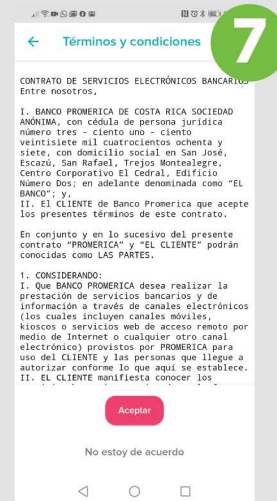 7
Términos y condiciones
CONTRATO DE SERVICIOS ELECTRÓNICOS BANCARIOS
Entre nosotros,
I. BANCO PROMERICA DE COSTA RICA SOCIEDAD
ANÓNIMA, con cédula de persona jurídica
número tres - ciento uno - ciento
veintisiete mil cuatrocientos ochenta y
siete, con domicilio social en San José,
Escazú, San Rafael, Trejos Montealegre,
Centro Corporativo El Cedral, Edificio
Número Dos; en adelante denominada como "EL
BANCO"; y,
II. El CLIENTE de Banco Promerica que acepte
los presentes términos de este contrato.
En conjunto y en lo sucesivo del presente
contrato "PROMERICA" y "EL CLIENTE" podrán
conocidas como LAS PARTES.
1. CONSIDERANDO:
I. Que BANCO PROMERICA desea realizar la
prestación de servicios bancarios y de
información a través de canales electrónicos
(los cuales incluyen canales móviles,
kioscos o servicios web de acceso remoto por
medio de Internet o cualquier otro canal
electrónico) provistos por PROMERICA para
uso del CLIENTE y las personas que llegue a
autorizar conforme lo que aquí se establece.
II. EL CLIENTE manifiesta conocer los
Aceptar
No estoy de acuerdo